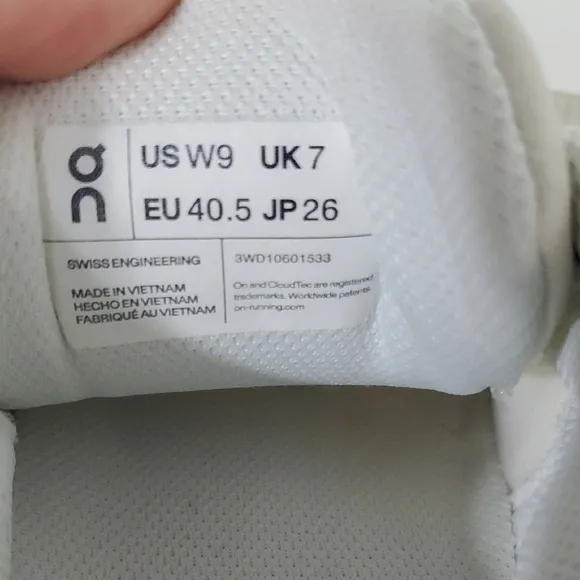 On
US W9 UK 7
EU 40.5 JP 26
SWISS ENGINEERING
3WD10601533
MADE IN VIETNAM
HECHO EN VIETNAM
FABRIQUÉ AU VIETNAM
On and CloudTec are registered
trademarks. Worldwide patents
on-running.com